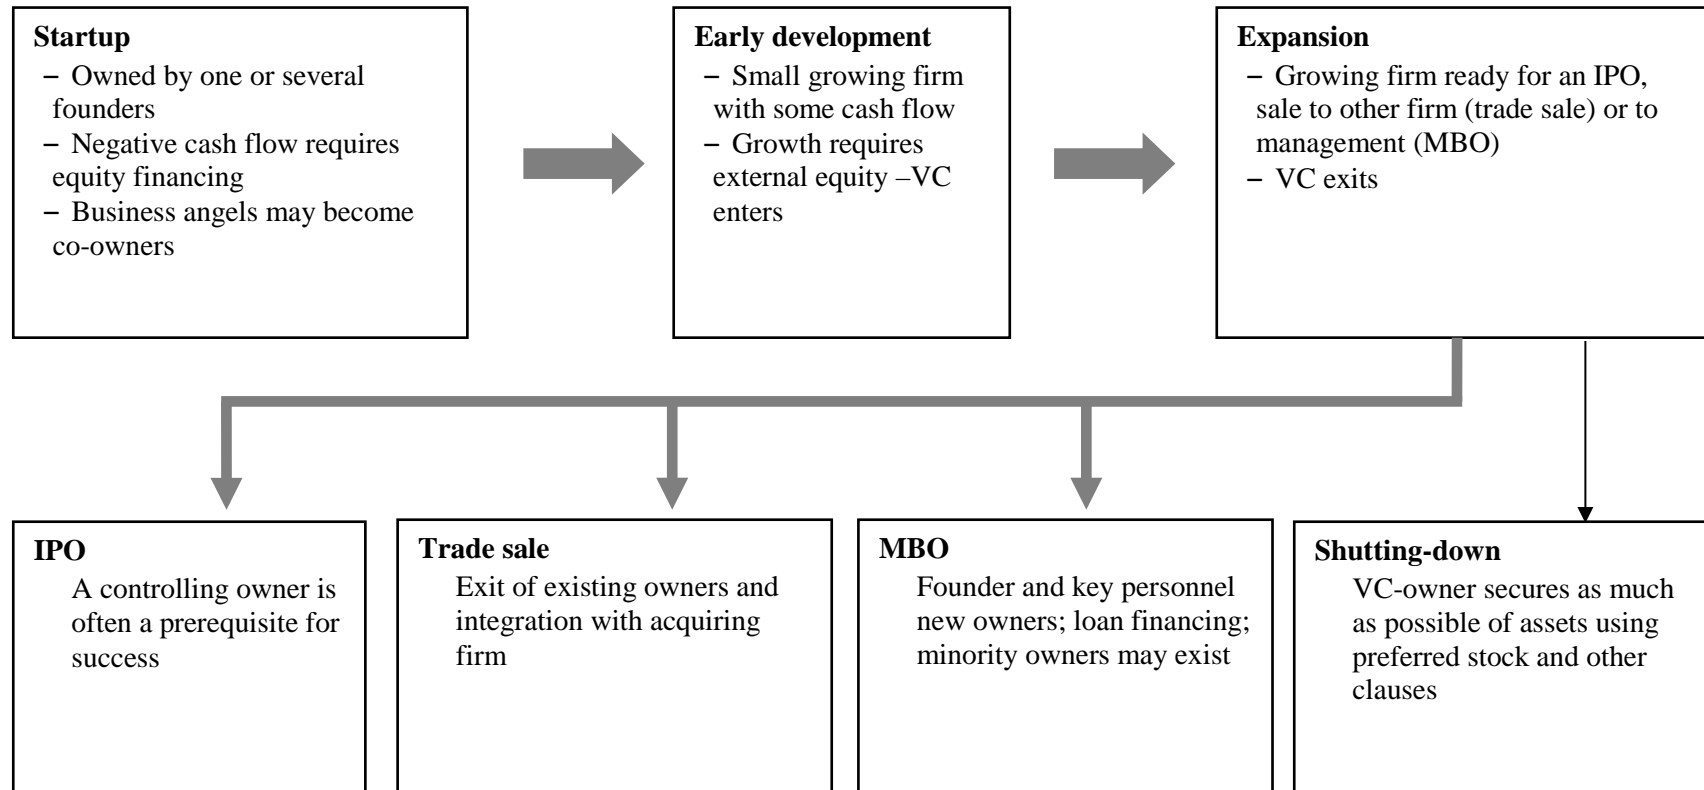 Startup
– Owned by one or several
founders
– Negative cash flow requires
equity financing
– Business angels may become
co-owners
Early development
– Small growing firm
with some cash flow
– Growth requires
external equity –VC
enters
Expansion
– Growing firm ready for an IPO,
sale to other firm (trade sale) or to
management (MBO)
– VC exits
IPO
A controlling owner is
often a prerequisite for
success
Trade sale
Exit of existing owners and
integration with acquiring
firm
MBO
Founder and key personnel
new owners; loan financing;
minority owners may exist
Shutting-down
VC-owner secures as much
as possible of assets using
preferred stock and other
clauses